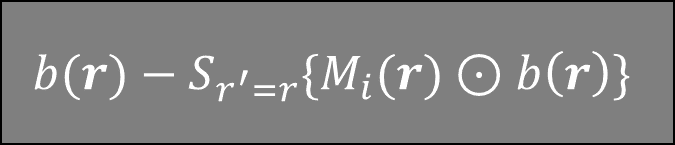 b(r) − S_{r′=r}{M_i(r) ⊙ b(r)}